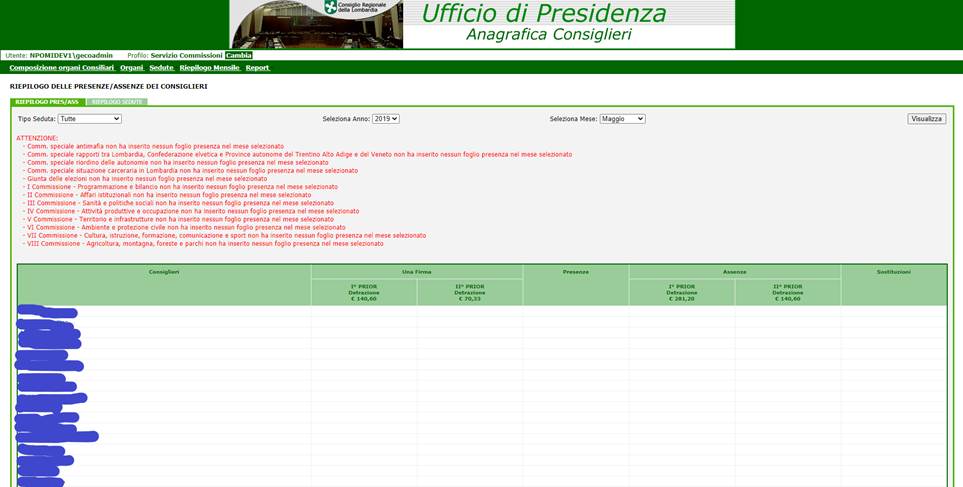 Consiglio Regionale
della Lombardia
Ufficio di Presidenza
Anagrafica Consiglieri
Utente: NPOMIDEV1\gecoadmin Profilo: Servizio Commissioni Cambia
Composizione organi Consiliari Organi Sedute Riepilogo Mensile Report
RIEPILOGO DELLE PRESENZE/ASSENZE DEI CONSIGLIERI
RIEPILOGO PRES/ASS RIEPILOGO SEDUTE
Tipo Seduta: Tutte Seleziona Anno: 2019 Seleziona Mese: Maggio Visualizza
ATTENZIONE:
- Comm. speciale antimafia non ha inserito nessun foglio presenza nel mese selezionato
- Comm. speciale rapporti tra Lombardia, Confederazione elvetica e Province autonome del Trentino Alto Adige e del Veneto non ha inserito nessun foglio presenza nel mese selezionato
- Comm. speciale riordino delle autonomie non ha inserito nessun foglio presenza nel mese selezionato
- Comm. speciale situazione carceraria in Lombardia non ha inserito nessun foglio presenza nel mese selezionato
- Giunta delle elezioni non ha inserito nessun foglio presenza nel mese selezionato
- I Commissione - Programmazione e bilancio non ha inserito nessun foglio presenza nel mese selezionato
- II Commissione - Affari istituzionali non ha inserito nessun foglio presenza nel mese selezionato
- III Commissione - Sanità e politiche sociali non ha inserito nessun foglio presenza nel mese selezionato
- IV Commissione - Attività produttive e occupazione non ha inserito nessun foglio presenza nel mese selezionato
- V Commissione - Territorio e infrastrutture non ha inserito nessun foglio presenza nel mese selezionato
- VI Commissione - Ambiente e protezione civile non ha inserito nessun foglio presenza nel mese selezionato
- VII Commissione - Cultura, istruzione, formazione, comunicazione e sport non ha inserito nessun foglio presenza nel mese selezionato
- VIII Commissione - Agricoltura, montagna, foreste e parchi non ha inserito nessun foglio presenza nel mese selezionato
Consiglieri Una Firma Presenze Assenze Sostituzioni
I° PRIOR II° PRIOR I° PRIOR II° PRIOR
Detrazione Detrazione Detrazione Detrazione
€ 140,60 € 70,33 € 281,20 € 140,60